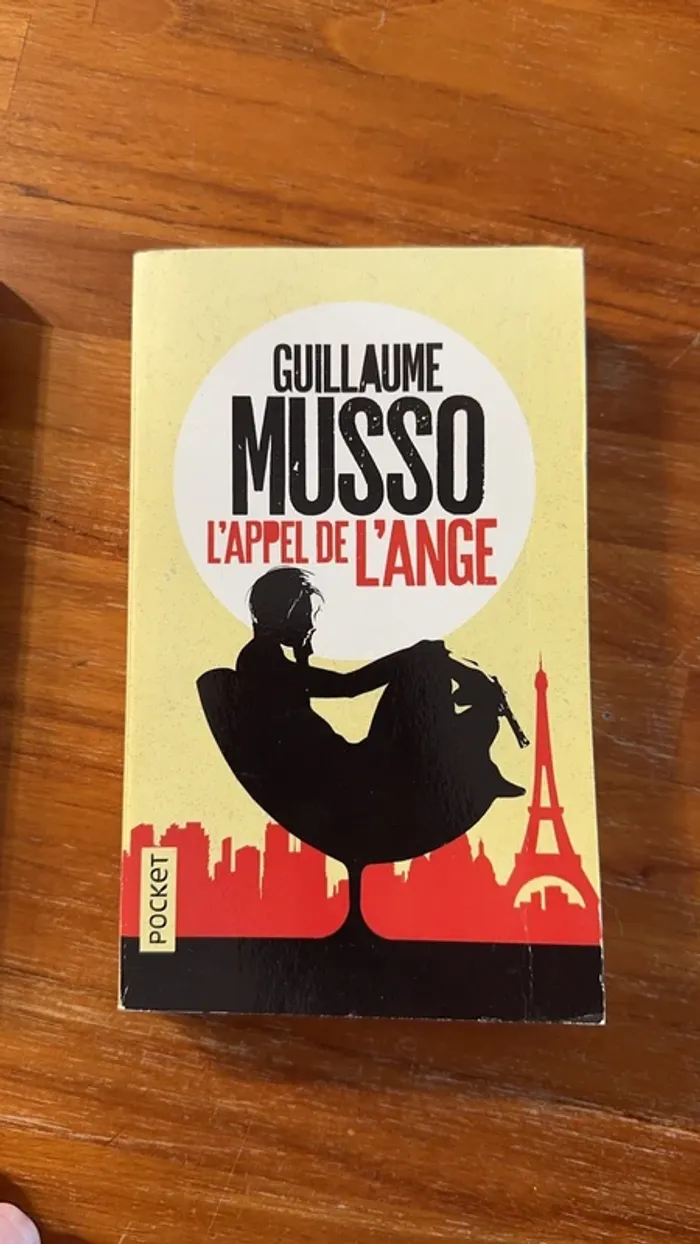 GUILLAUME
MUSSO
L'APPEL DE L'ANGE
POCKET